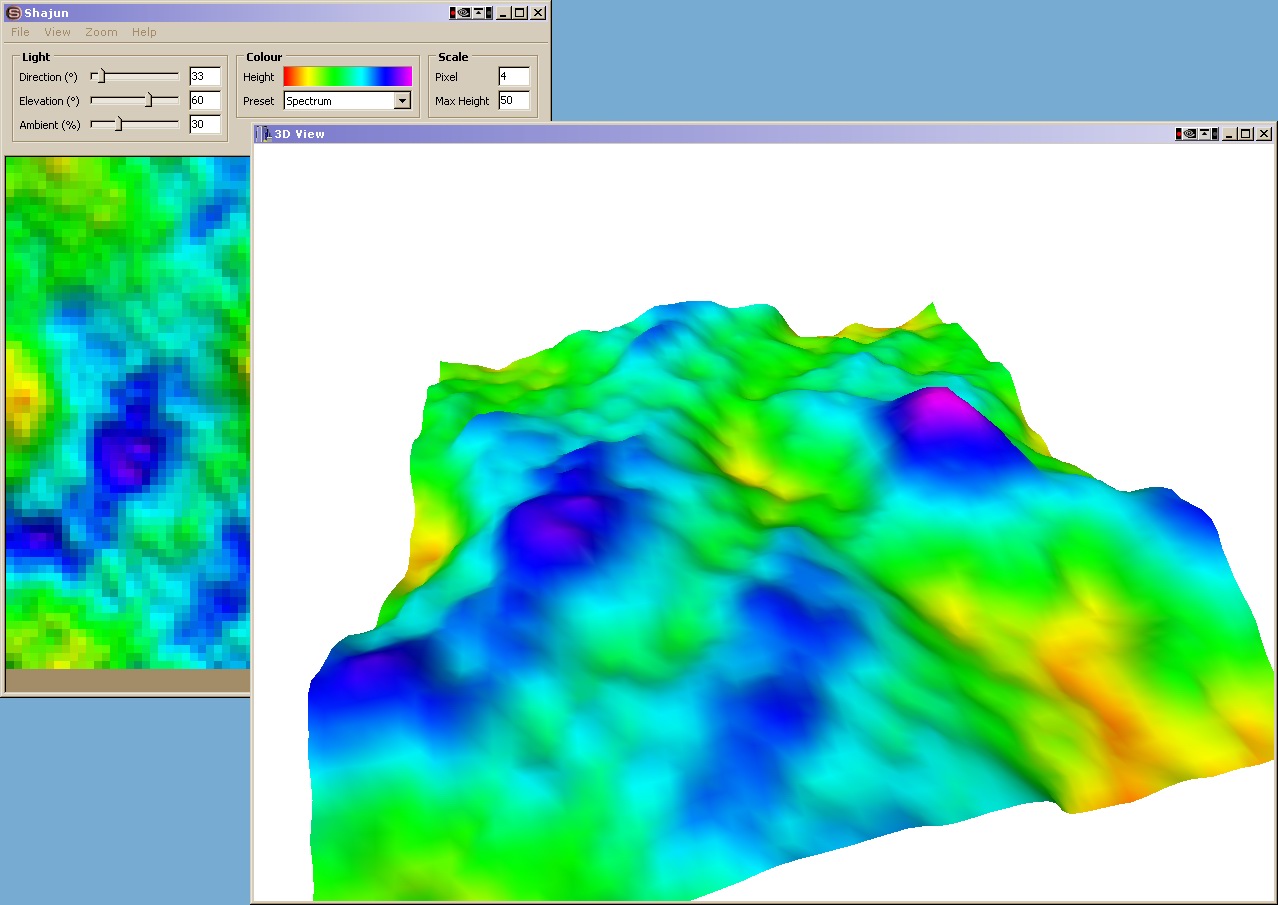 Shajun
File View Zoom Help
Light
Direction (°) 33
Elevation (°) 60
Ambient (%) 30
Colour
Height
Preset Spectrum
Scale
Pixel 4
Max Height 50
3D View